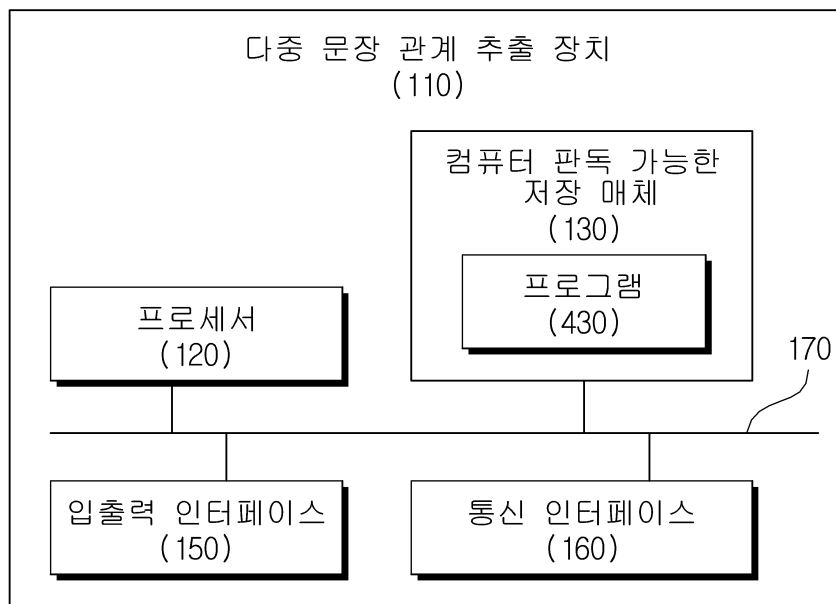 다중 문장 관계 추출 장치
(110)
컴퓨터 판독 가능한
저장 매체
(130)
프로그램
(430)
프로세서
(120)
170
입출력 인터페이스
(150)
통신 인터페이스
(160)